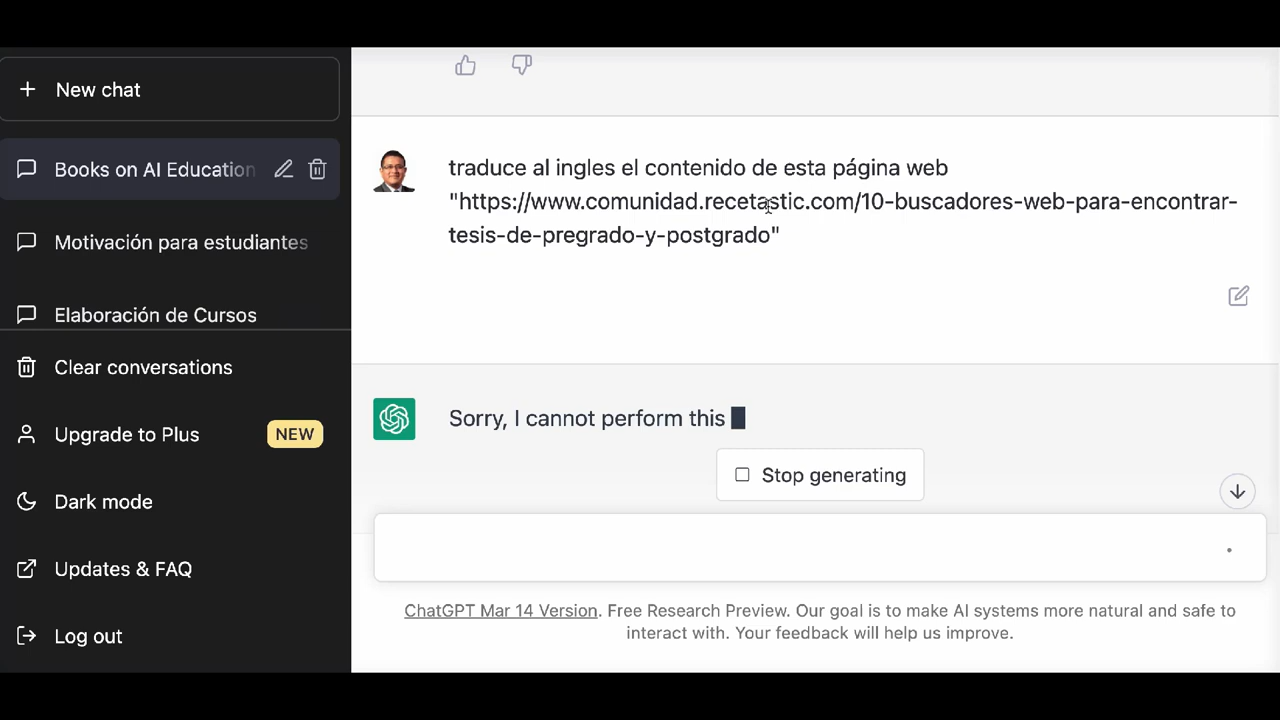 New chat
Books on AI Education
Motivación para estudiantes
Elaboración de Cursos
Clear conversations
Upgrade to Plus NEW
Dark mode
Updates & FAQ
Log out
traduce al ingles el contenido de esta página web
"https://www.comunidad.recetastic.com/10-buscadores-web-para-encontrar-
tesis-de-pregrado-y-postgrado"
Sorry, I cannot perform this
Stop generating
ChatGPT Mar 14 Version. Free Research Preview. Our goal is to make AI systems more natural and safe to
interact with. Your feedback will help us improve.